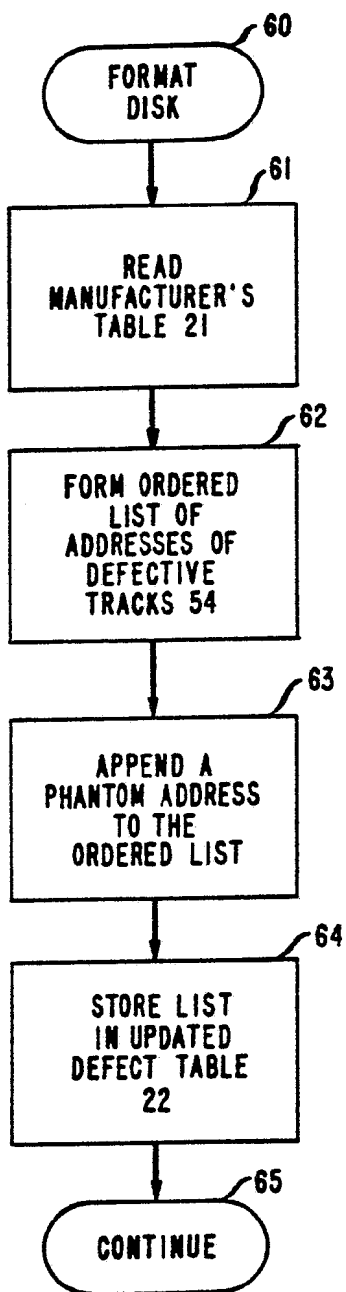 60
FORMAT
DISK
61
READ
MANUFACTURER'S
TABLE 21
62
FORM ORDERED
LIST OF
ADDRESSES OF
DEFECTIVE
TRACKS 54
63
APPEND A
PHANTOM ADDRESS
TO THE
ORDERED LIST
64
STORE LIST
IN UPDATED
DEFECT TABLE
22
65
CONTINUE